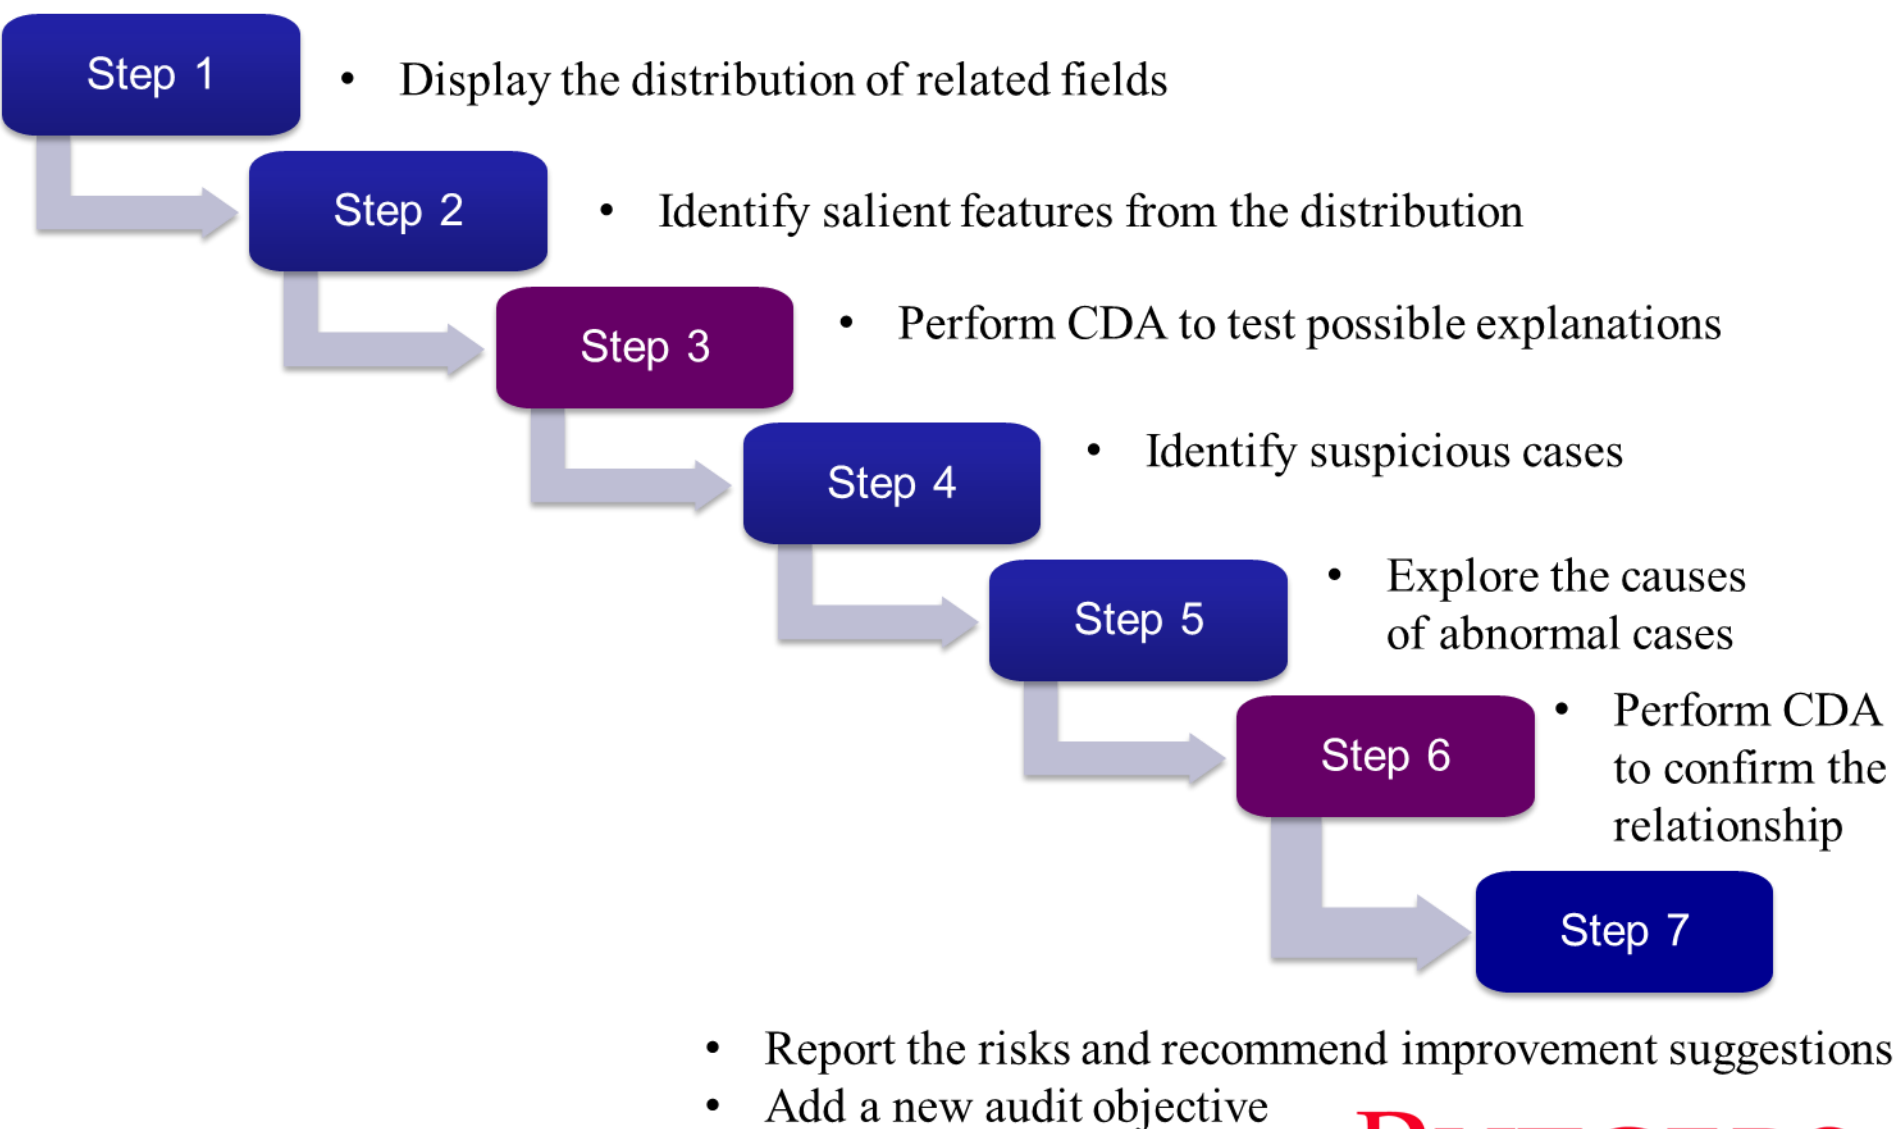 Step 1
• Display the distribution of related fields
Step 2
• Identify salient features from the distribution
Step 3
• Perform CDA to test possible explanations
Step 4
• Identify suspicious cases
Step 5
• Explore the causes
of abnormal cases
Step 6
• Perform CDA
to confirm the
relationship
Step 7
• Report the risks and recommend improvement suggestions
• Add a new audit objective